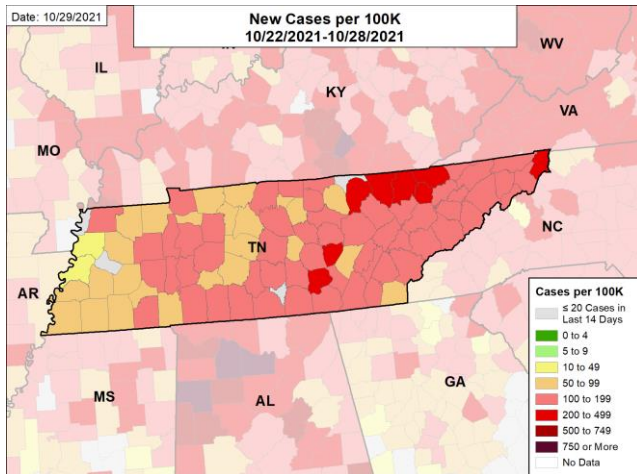 Date: 10/29/2021
New Cases per 100K
10/22/2021-10/28/2021
IL
IN
WV
KY
VA
MO
TN
NC
AR
MS
AL
GA
Cases per 100K
≤ 20 Cases in
Last 14 Days
0 to 4
5 to 9
10 to 49
50 to 99
100 to 199
200 to 499
500 to 749
750 or More
No Data